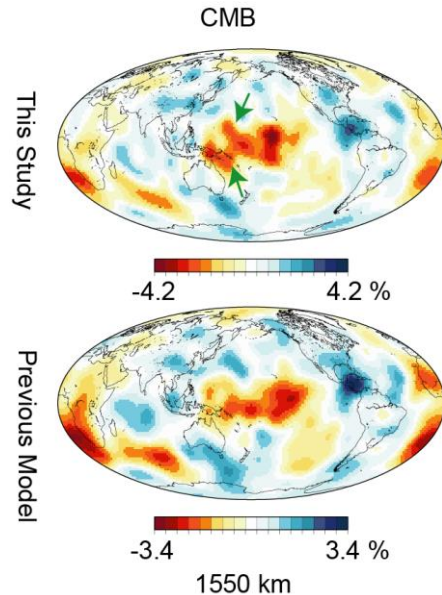 CMB
This Study
-4.2 4.2 %
Previous Model
-3.4 3.4 %
1550 km